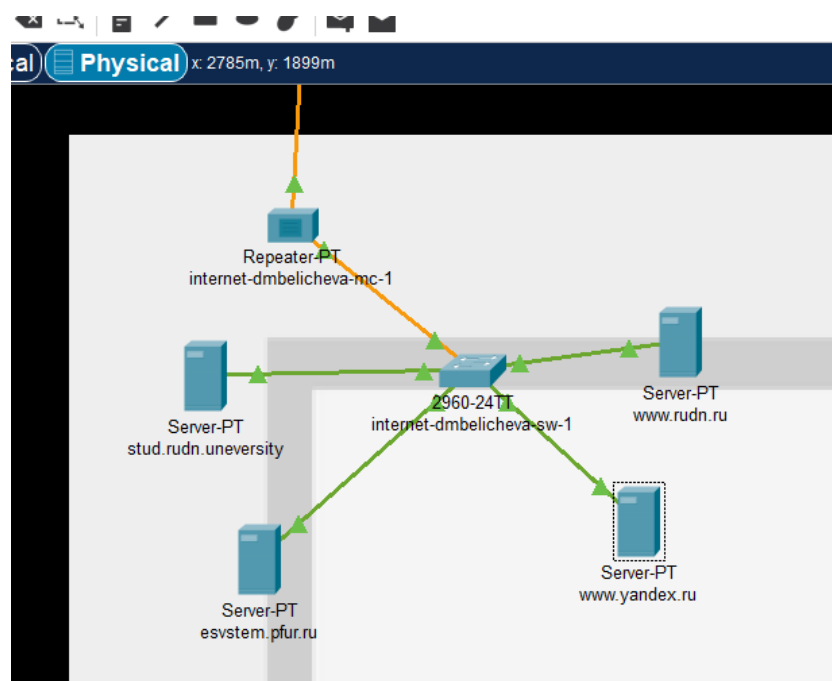 al)
Physical
x: 2785m, y: 1899m
Repeater-PT
internet-dmbelicheva-mc-1
2960-24TT
internet-dmbelicheva-sw-1
Server-PT
www.rudn.ru
Server-PT
stud.rudn.uneversity
Server-PT
www.yandex.ru
Server-PT
esvstem.pfur.ru